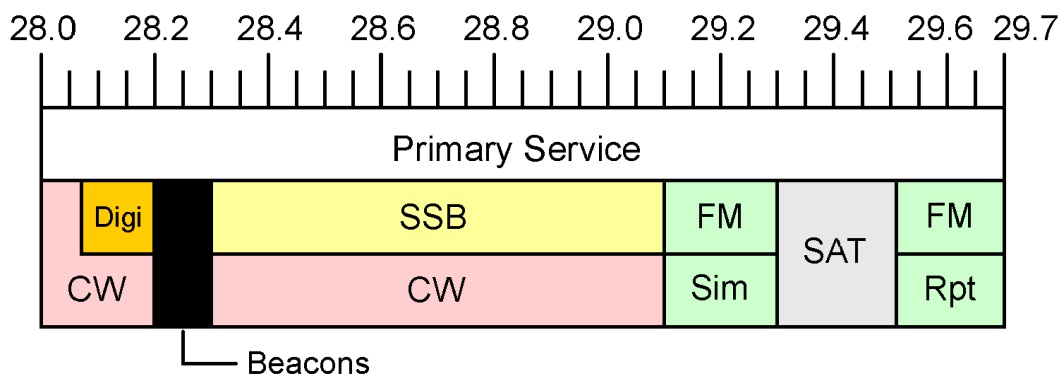 28.0 28.2 28.4 28.6 28.8 29.0 29.2 29.4 29.6 29.7
Primary Service
Digi SSB FM SAT FM
CW CW Sim Rpt
Beacons